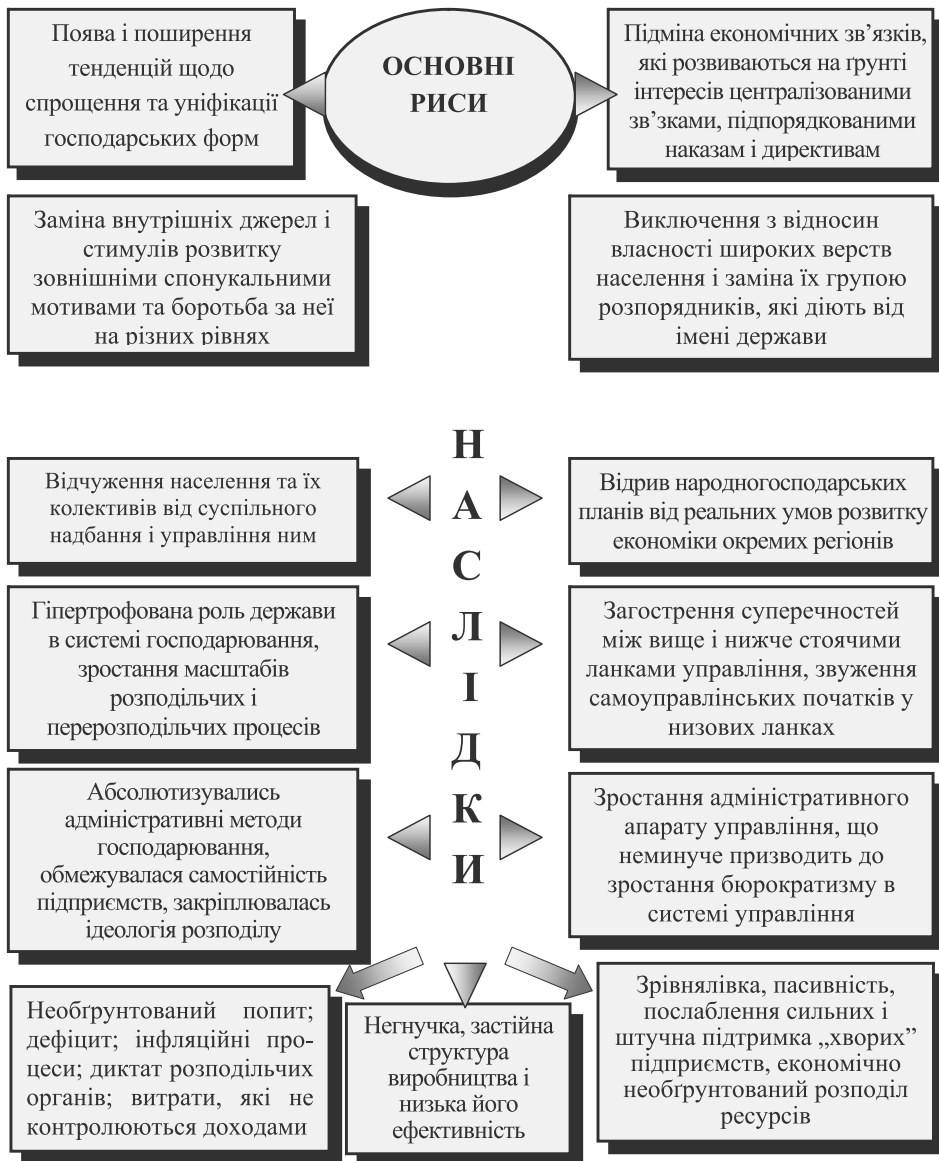 Поява і поширення
тенденцій щодо
спрощення та уніфікації
господарських форм
ОСНОВНІ
РИСИ
Підміна економічних зв’язків,
які розвиваються на ґрунті
інтересів централізованими
зв’зками, підпорядкованими
наказам і директивам
Заміна внутрішніх джерел і
стимулів розвитку
зовнішніми спонукальними
мотивами та боротьба за неї
на різних рівнях
Виключення з відносин
власності широких верств
населення і заміна їх групою
розпорядників, які діють від
імені держави
Н
А
С
Л
І
Д
К
И
Відчуження населення та їх
колективів від суспільного
надбання і управління ним
Відрив народногосподарських
планів від реальних умов розвитку
економіки окремих регіонів
Гіпертрофована роль держави
в системі господарювання,
зростання масштабів
розподільчих і
перерозподільчих процесів
Загострення суперечностей
між вище і нижче стоячими
ланками управління, звуження
самоуправлінських початків у
низових ланках
Абсолютизувались
адміністративні методи
господарювання,
обмежувалася самостійність
підприємств, закріплювалась
ідеологія розподілу
Зростання адміністративного
апарату управління, що
неминуче призводить до
зростання бюрократизму в
системі управління
Необґрунтований попит;
дефіцит; інфляційні про-
цеси; диктат розподільчих
органів; витрати, які не
контролюються доходами
Негнучка, застійна
структура
виробництва і
низька його
ефективність
Зрівнялівка, пасивність,
послаблення сильних і
штучна підтримка „хворих”
підприємств, економічно
необґрунтований розподіл
ресурсів